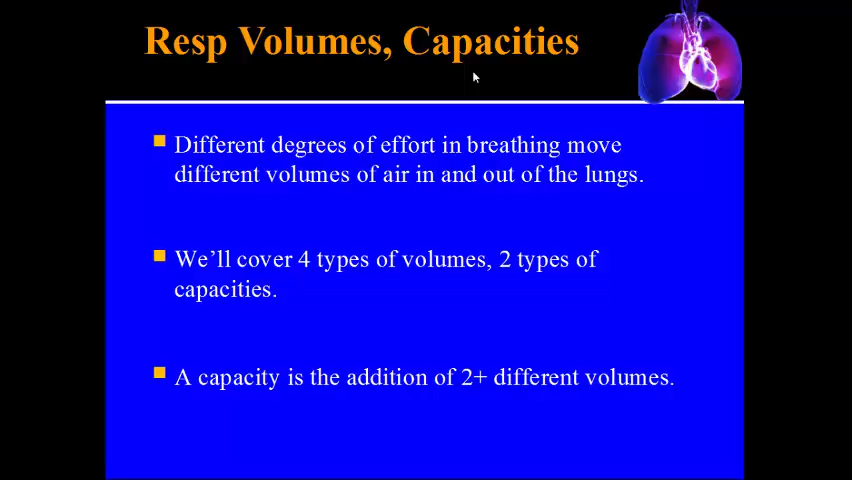 Resp Volumes, Capacities
Different degrees of effort in breathing move
different volumes of air in and out of the lungs.
We’ll cover 4 types of volumes, 2 types of
capacities.
A capacity is the addition of 2+ different volumes.